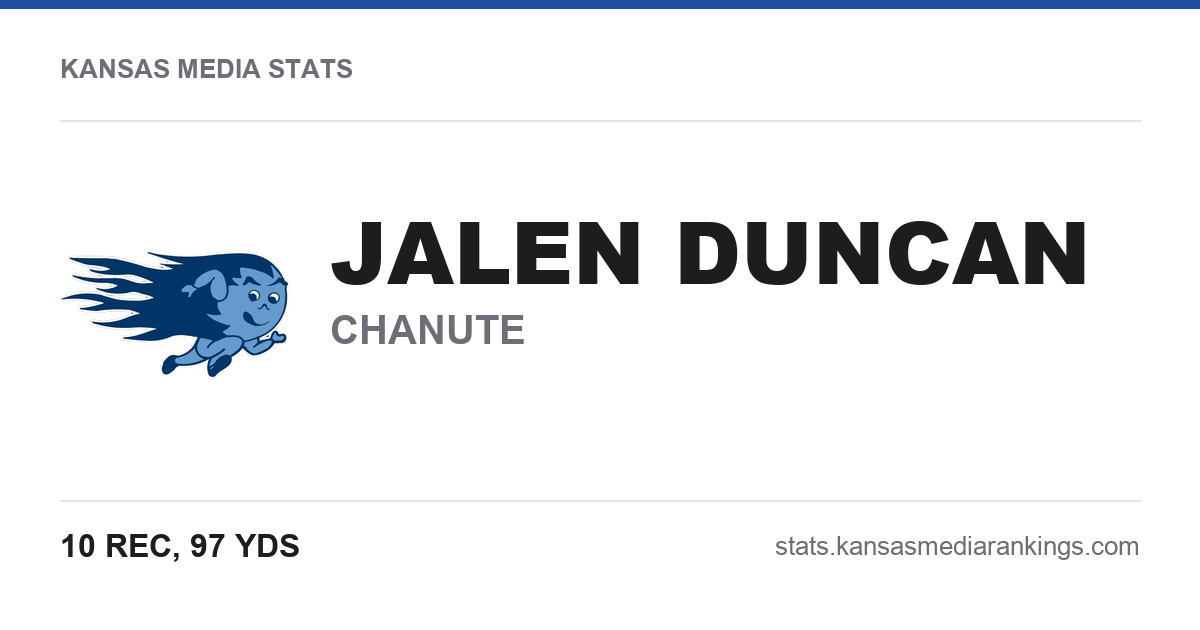 KANSAS MEDIA STATS
JALEN DUNCAN
CHANUTE
10 REC, 97 YDS
stats.kansasmediarankings.com